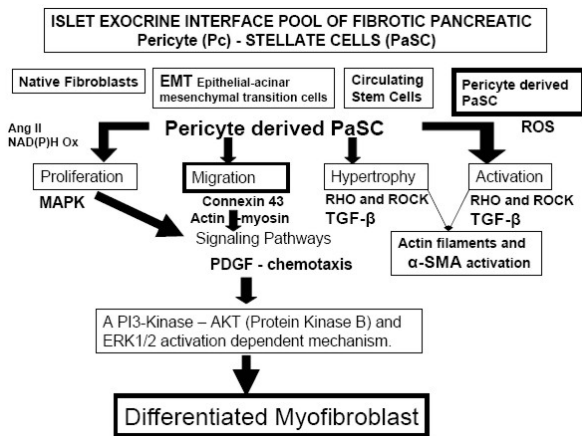 ISLET EXOCRINE INTERFACE POOL OF FIBROTIC PANCREATIC
Pericyte (Pc) - STELLATE CELLS (PaSC)
Native Fibroblasts
EMT Epithelial-acinar
mesenchymal transition cells
Circulating
Stem Cells
Pericyte derived
PaSC
Ang II
NAD(P)H Ox
Pericyte derived PaSC
ROS
Proliferation
Migration
Hypertrophy
Activation
MAPK
Connexin 43
Actin -myosin
RHO and ROCK
TGF-β
RHO and ROCK
TGF-β
Signaling Pathways
PDGF - chemotaxis
Actin filaments and
α-SMA activation
A PI3-Kinase – AKT (Protein Kinase B) and
ERK1/2 activation dependent mechanism.
Differentiated Myofibroblast